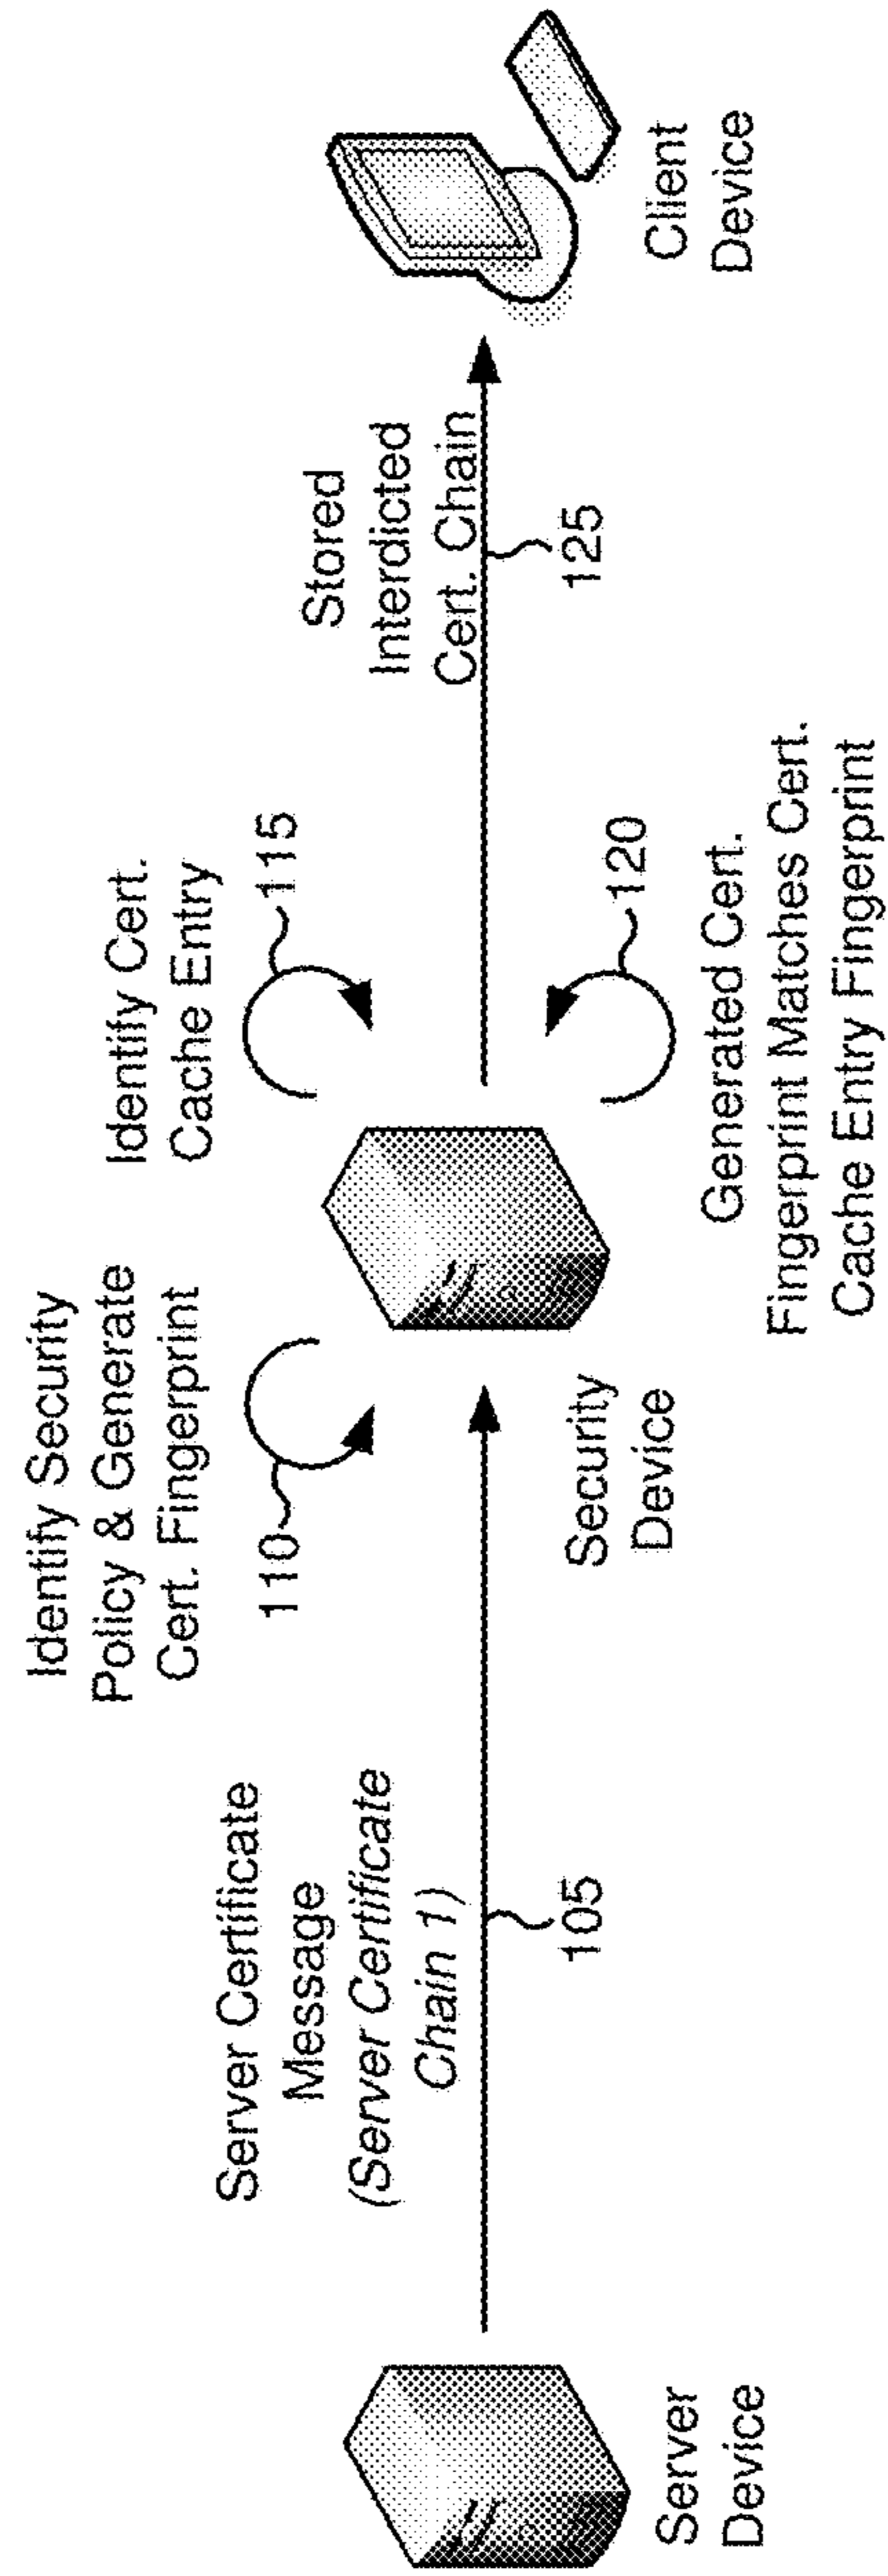 Server Certificate
Message
(Server Certificate
Chain 1)
105
Server
Device
Identify Security
Policy & Generate
Cert. Fingerprint
110
Security
Device
Identify Cert.
Cache Entry
115
120
Generated Cert.
Fingerprint Matches Cert.
Cache Entry Fingerprint
Stored
Interdicted
Cert. Chain
125
Client
Device